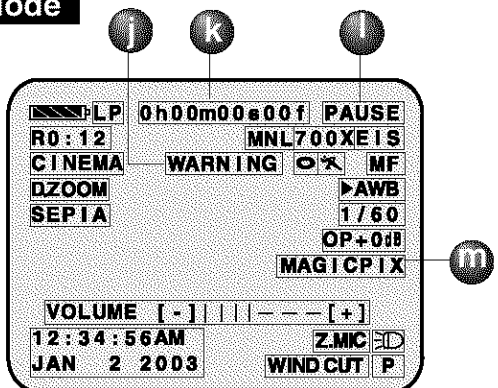 ode
j k l
LP 0h00m00s00f PAUSE
R0:12 MNL700XEIS
CINEMA WARNING MF
D.ZOOM ▶AWB
SEPIA 1/60
OP+0dB
m
MAGICPIX
VOLUME [-]||||---[+]
12:34:56AM Z.MIC
JAN 2 2003 WIND CUT P